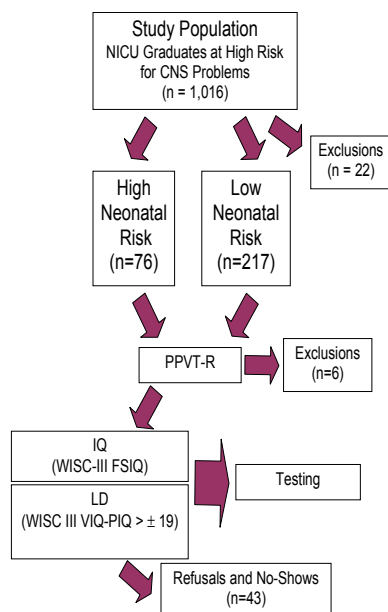 Study Population
NICU Graduates at High Risk
for CNS Problems
(n = 1,016)
Exclusions
(n = 22)
High
Neonatal
Risk
(n=76)
Low
Neonatal
Risk
(n=217)
PPVT-R
Exclusions
(n=6)
IQ
(WISC-III FSIQ)
Testing
LD
(WISC III VIQ-PIQ > ± 19)
Refusals and No-Shows
(n=43)